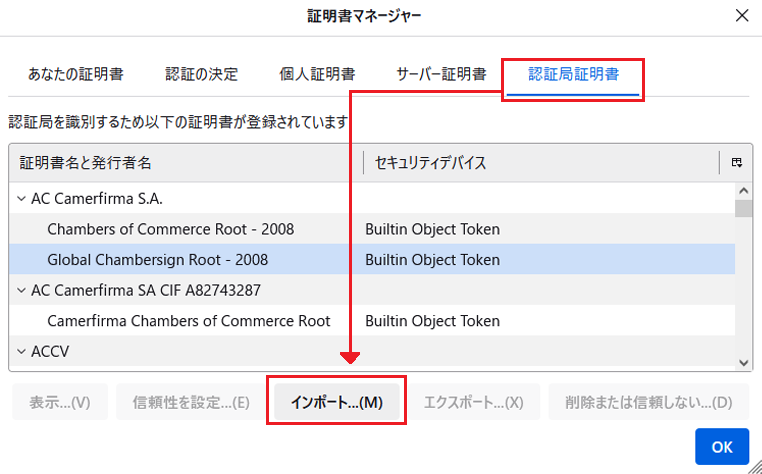 証明書マネージャー
あなたの証明書 認証の決定 個人証明書 サーバー証明書 認証局証明書
認証局を識別するため以下の証明書が登録されています
証明書名と発行者名 セキュリティデバイス
AC Camerfirma S.A.
Chambers of Commerce Root - 2008 Builtin Object Token
Global Chambersign Root - 2008 Builtin Object Token
AC Camerfirma SA CIF A82743287
Camerfirma Chambers of Commerce Root Builtin Object Token
ACCV
表示...(V) 信頼性を設定...(E) インポート...(M) エクスポート...(X) 削除または信頼しない...(D)
OK